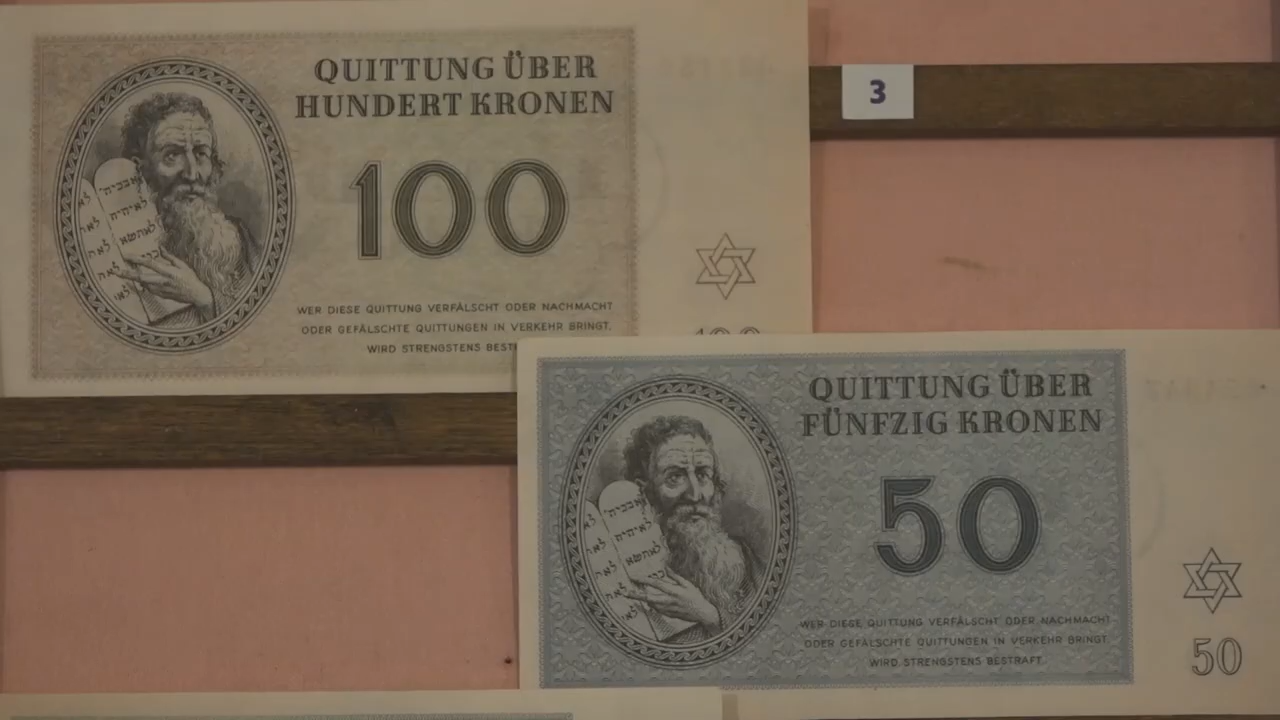 QUITTUNG ÜBER
HUNDERT KRONEN
100
WER DIESE QUITTUNG VERFÄLSCHT ODER NACHMACHT
ODER GEFÄLSCHTE QUITTUNGEN IN VERKEHR BRINGT,
WIRD STRENGSTENS
3
QUITTUNG ÜBER
FÜNFZIG KRONEN
50
WER DIESE QUITTUNG VERFÄLSCHT ODER NACHMACHT
ODER GEFÄLSCHTE QUITTUNGEN IN VERKEHR BRINGT,
WIRD STRENGSTENS BESTRAFT
50